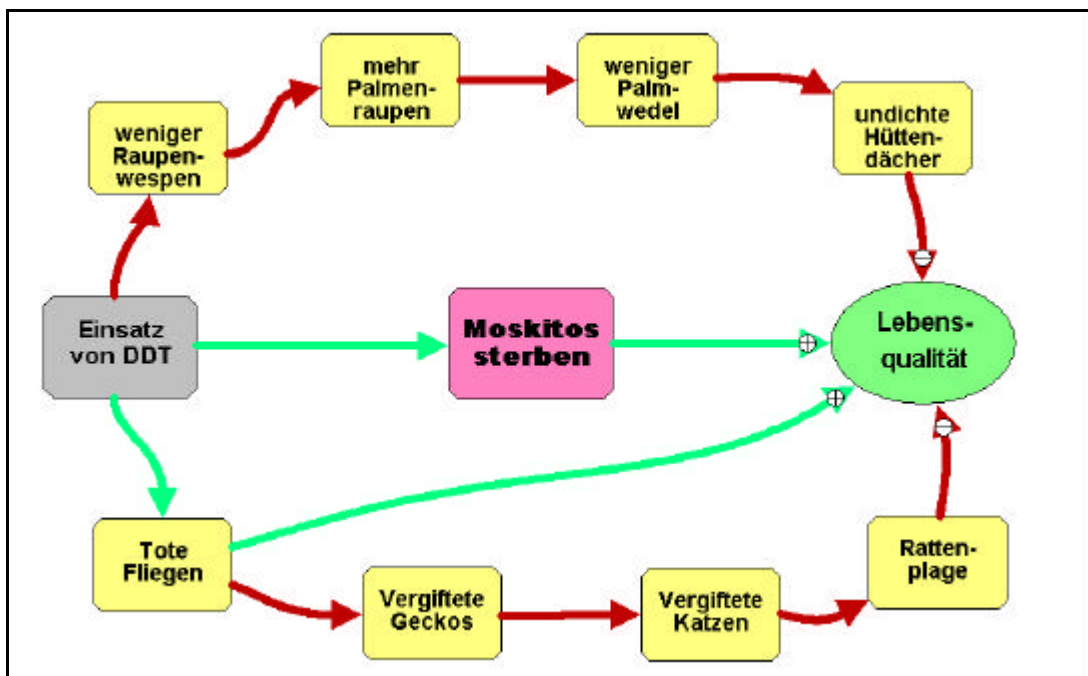 mehr
Palmen-
raupen
weniger
Palm-
wedel
undichte
Hütten-
dächer
weniger
Raupen-
wespen
Einsatz
von DDT
Moskitos
sterben
Lebens-
qualität
Tote
Fliegen
Vergiftete
Geckos
Vergiftete
Katzen
Ratten-
plage